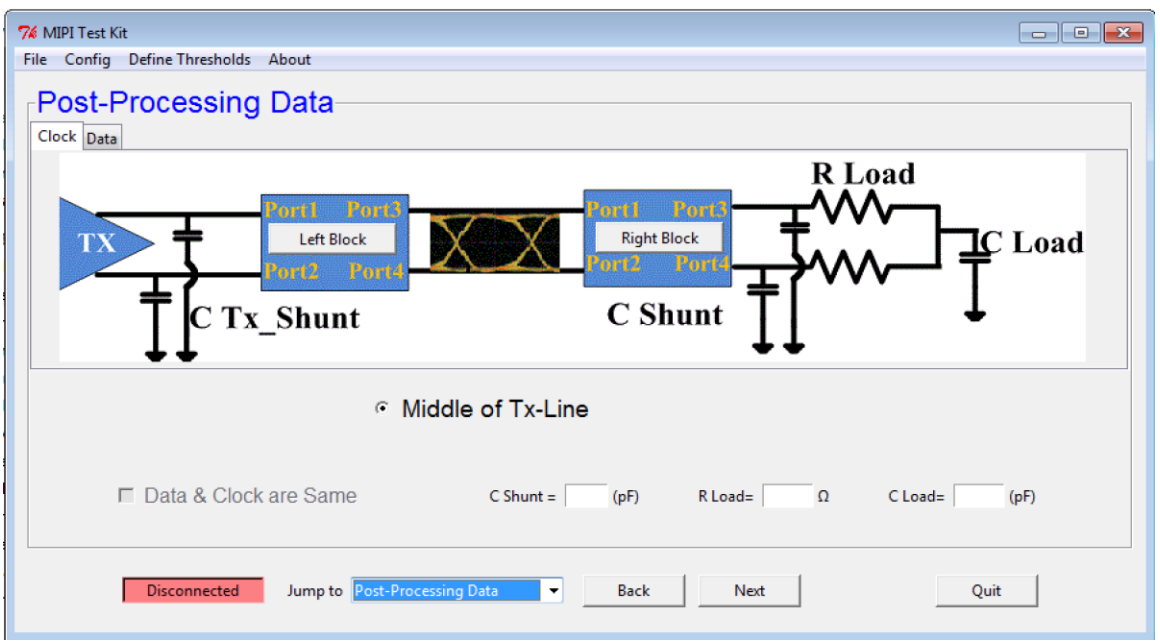 MIPI Test Kit
File Config Define Thresholds About
Post-Processing Data
Clock Data
R Load
Port1 Port3 Port1 Port3
TX Left Block Right Block C Load
Port2 Port4 Port2 Port4
C Tx_Shunt C Shunt
Middle of Tx-Line
Data & Clock are Same C Shunt = (pF) R Load= Ω C Load= (pF)
Disconnected Jump to Post-Processing Data Back Next Quit